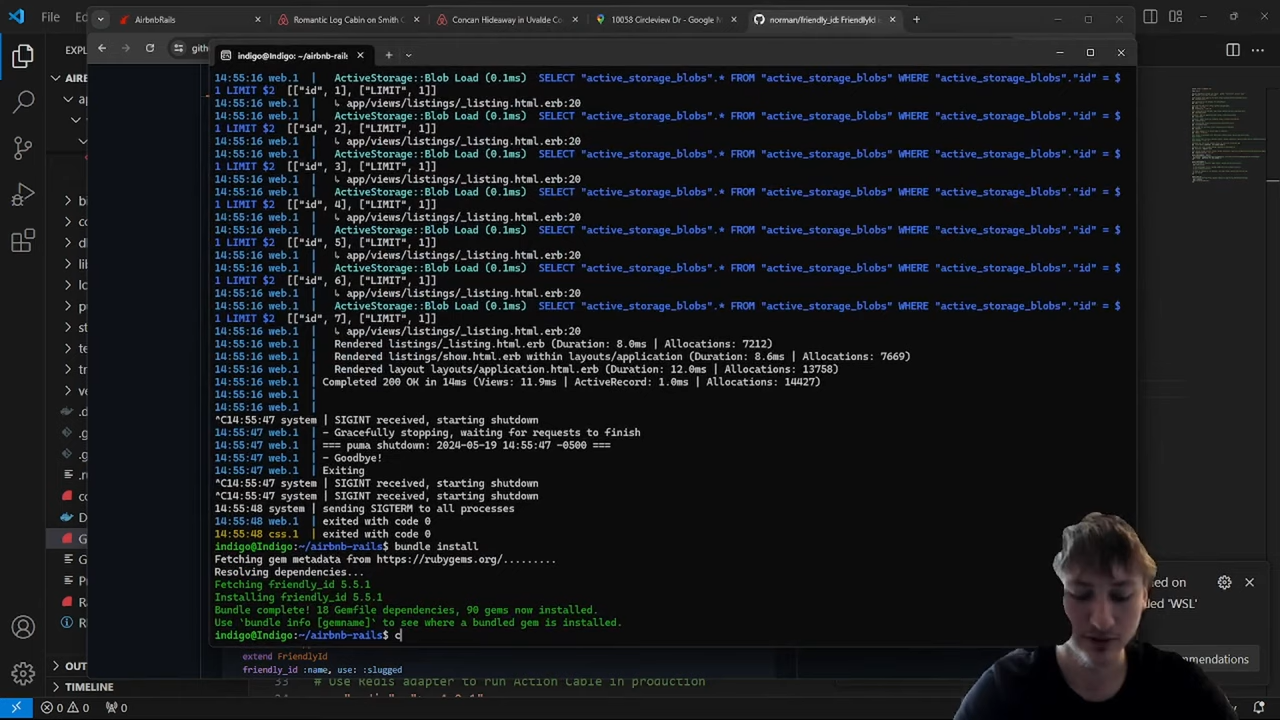 File
AirbnbRails
Romantic Log Cabin on Smith C
Concan Hideaway in Uvalde Cou
10058 Circleview Dr - Google M
norman/friendly_id: FriendlyId
EXPL
gith
indigo@Indigo: ~/airbnb-rails
AIRB
14:55:16 web.1 | ActiveStorage::Blob Load (0.1ms) SELECT "active_storage_blobs".* FROM "active_storage_blobs" WHERE "active_storage_blobs"."id" = $
1 LIMIT $2 [["id", 1], ["LIMIT", 1]]
14:55:16 web.1 | ↳ app/views/listings/_listing.html.erb:20
14:55:16 web.1 | ActiveStorage::Blob Load (0.1ms) SELECT "active_storage_blobs".* FROM "active_storage_blobs" WHERE "active_storage_blobs"."id" = $
1 LIMIT $2 [["id", 2], ["LIMIT", 1]]
14:55:16 web.1 | ↳ app/views/listings/_listing.html.erb:20
14:55:16 web.1 | ActiveStorage::Blob Load (0.1ms) SELECT "active_storage_blobs".* FROM "active_storage_blobs" WHERE "active_storage_blobs"."id" = $
1 LIMIT $2 [["id", 3], ["LIMIT", 1]]
14:55:16 web.1 | ↳ app/views/listings/_listing.html.erb:20
14:55:16 web.1 | ActiveStorage::Blob Load (0.1ms) SELECT "active_storage_blobs".* FROM "active_storage_blobs" WHERE "active_storage_blobs"."id" = $
1 LIMIT $2 [["id", 4], ["LIMIT", 1]]
14:55:16 web.1 | ↳ app/views/listings/_listing.html.erb:20
14:55:16 web.1 | ActiveStorage::Blob Load (0.1ms) SELECT "active_storage_blobs".* FROM "active_storage_blobs" WHERE "active_storage_blobs"."id" = $
1 LIMIT $2 [["id", 5], ["LIMIT", 1]]
14:55:16 web.1 | ↳ app/views/listings/_listing.html.erb:20
14:55:16 web.1 | ActiveStorage::Blob Load (0.1ms) SELECT "active_storage_blobs".* FROM "active_storage_blobs" WHERE "active_storage_blobs"."id" = $
1 LIMIT $2 [["id", 6], ["LIMIT", 1]]
14:55:16 web.1 | ↳ app/views/listings/_listing.html.erb:20
14:55:16 web.1 | ActiveStorage::Blob Load (0.1ms) SELECT "active_storage_blobs".* FROM "active_storage_blobs" WHERE "active_storage_blobs"."id" = $
1 LIMIT $2 [["id", 7], ["LIMIT", 1]]
14:55:16 web.1 | ↳ app/views/listings/_listing.html.erb:20
14:55:16 web.1 | Rendered listings/_listing.html.erb (Duration: 8.0ms | Allocations: 7212)
14:55:16 web.1 | Rendered listings/show.html.erb within layouts/application (Duration: 8.6ms | Allocations: 7669)
14:55:16 web.1 | Rendered layout layouts/application.html.erb (Duration: 12.0ms | Allocations: 13758)
14:55:16 web.1 | Completed 200 OK in 14ms (Views: 11.9ms | ActiveRecord: 1.0ms | Allocations: 14427)
14:55:16 web.1 |
14:55:16 web.1 |
^C14:55:47 system | SIGINT received, starting shutdown
14:55:47 web.1 | - Gracefully stopping, waiting for requests to finish
14:55:47 web.1 | === puma shutdown: 2024-05-19 14:55:47 -0500 ===
14:55:47 web.1 | - Goodbye!
14:55:47 web.1 | Exiting
^C14:55:47 system | SIGINT received, starting shutdown
^C14:55:47 system | SIGINT received, starting shutdown
14:55:48 system | sending SIGTERM to all processes
14:55:48 web.1 | exited with code 0
14:55:48 css.1 | exited with code 0
indigo@Indigo:~/airbnb-rails$ bundle install
Fetching gem metadata from https://rubygems.org/.........
Resolving dependencies...
Fetching friendly_id 5.5.1
Installing friendly_id 5.5.1
Bundle complete! 18 Gemfile dependencies, 90 gems now installed.
Use `bundle info [gemname]` to see where a bundled gem is installed.
indigo@Indigo:~/airbnb-rails$ c
ed on
d 'WSL'
mmendations
extend FriendlyId
friendly_id :name, use: :slugged
33 # Use Redis adapter to run Action Cable in production
OUT
TIMELINE
0 0 0